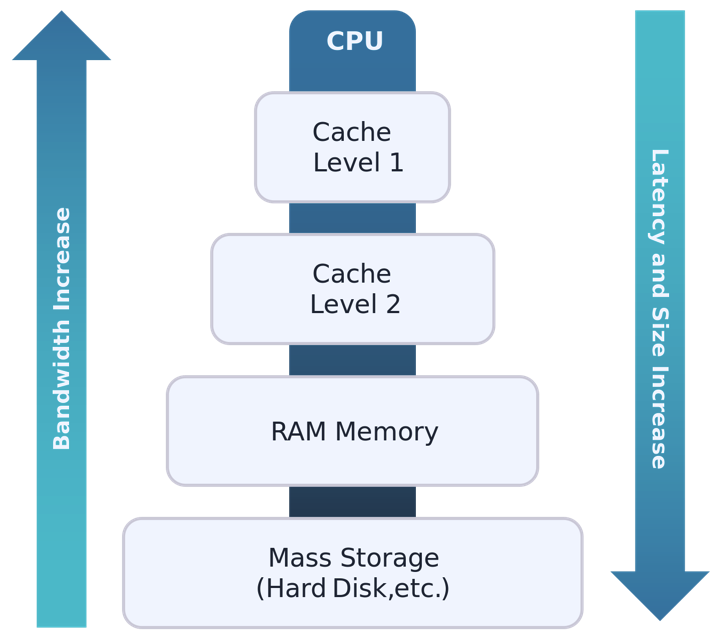 CPU
Cache
Level 1
Cache
Level 2
RAM Memory
Mass Storage
(Hard Disk,etc.)
Bandwidth Increase
Latency and Size Increase